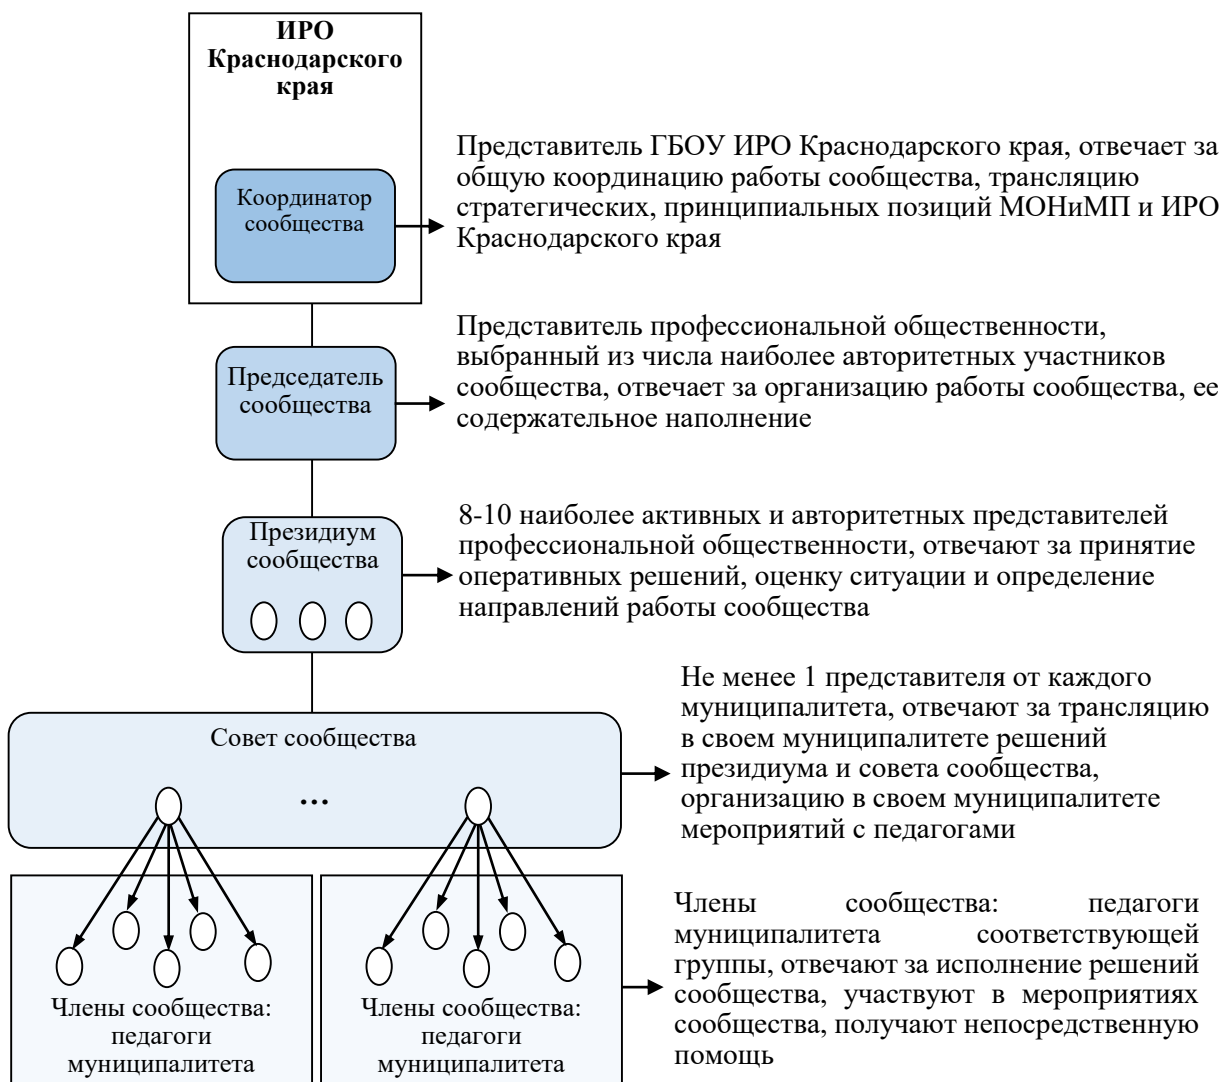 ИРО
Краснодарского
края
Координатор
сообщества
Представитель ГБОУ ИРО Краснодарского края, отвечает за
общую координацию работы сообщества, трансляцию
стратегических, принципиальных позиций МОНиМП и ИРО
Краснодарского края
Председатель
сообщества
Представитель профессиональной общественности,
выбранный из числа наиболее авторитетных участников
сообщества, отвечает за организацию работы сообщества, ее
содержательное наполнение
Президиум
сообщества
8-10 наиболее активных и авторитетных представителей
профессиональной общественности, отвечают за принятие
оперативных решений, оценку ситуации и определение
направлений работы сообщества
Совет сообщества
...
Не менее 1 представителя от каждого
муниципалитета, отвечают за трансляцию
в своем муниципалитете решений
президиума и совета сообщества,
организацию в своем муниципалитете
мероприятий с педагогами
Члены сообщества:
педагоги
муниципалитета
Члены сообщества:
педагоги
муниципалитета
Члены сообщества: педагоги
муниципалитета соответствующей
группы, отвечают за исполнение решений
сообщества, участвуют в мероприятиях
сообщества, получают непосредственную
помощь